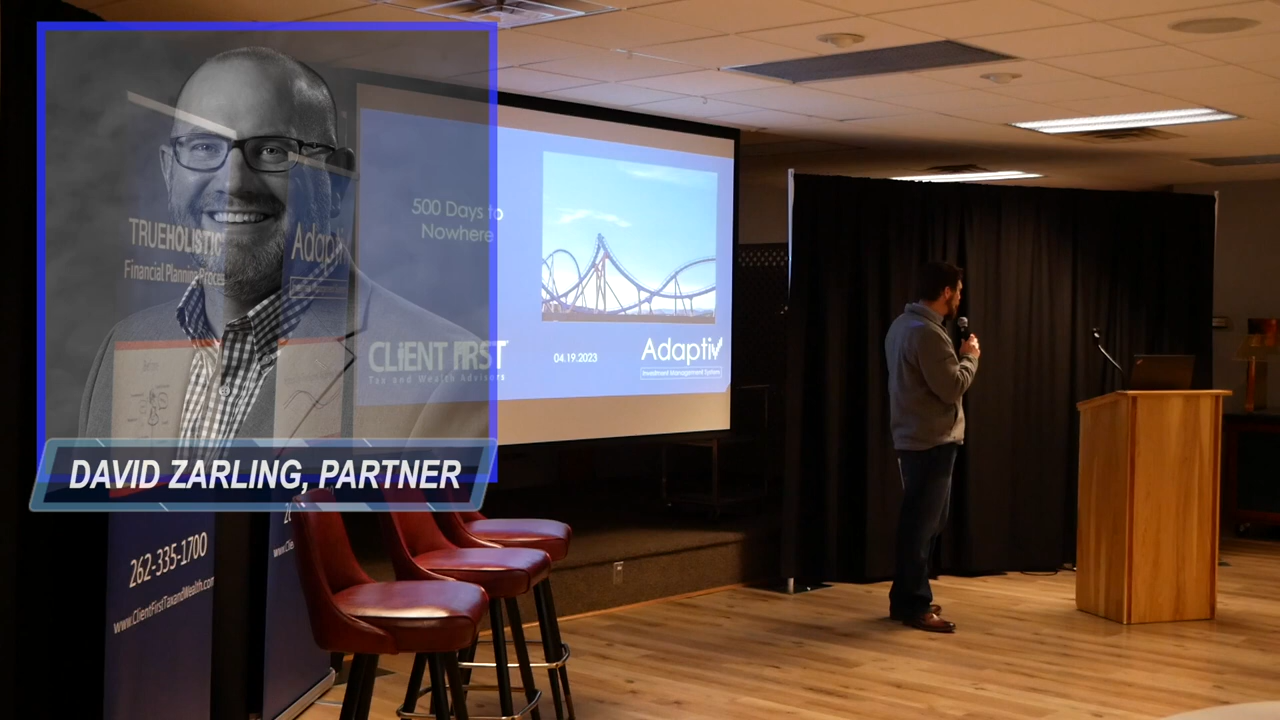 TRUEHOLISTIC
Financial Planning Process
Adaptiv
500 Days to
Nowhere
CLiENT FIRST
Tax and Wealth Advisors
04.19.2023
Adaptiv
Investment Management System
DAVID ZARLING, PARTNER
262-335-1700
www.ClientFirstTaxandWealth.com